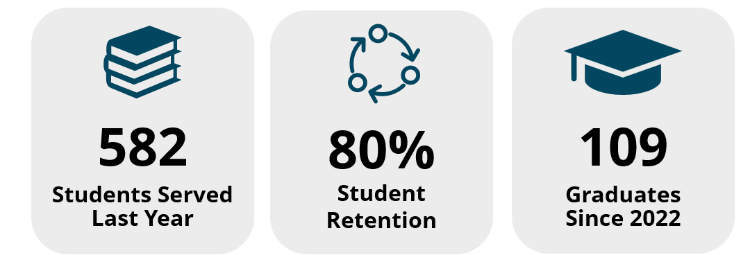 582
Students Served
Last Year
80%
Student
Retention
109
Graduates
Since 2022